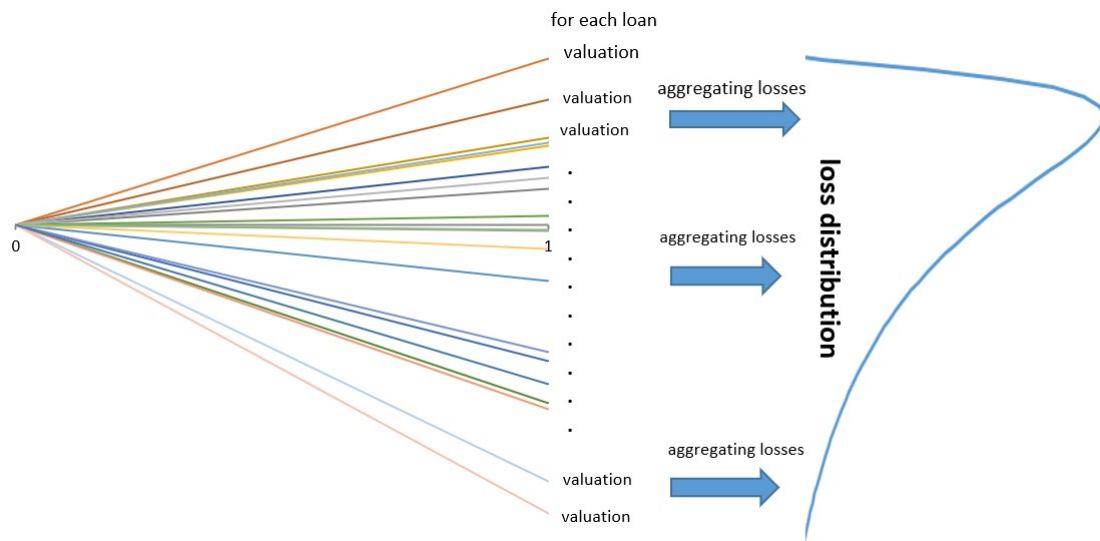 for each loan
valuation
valuation
valuation
aggregating losses
0
1
aggregating losses
loss distribution
aggregating losses
valuation
valuation